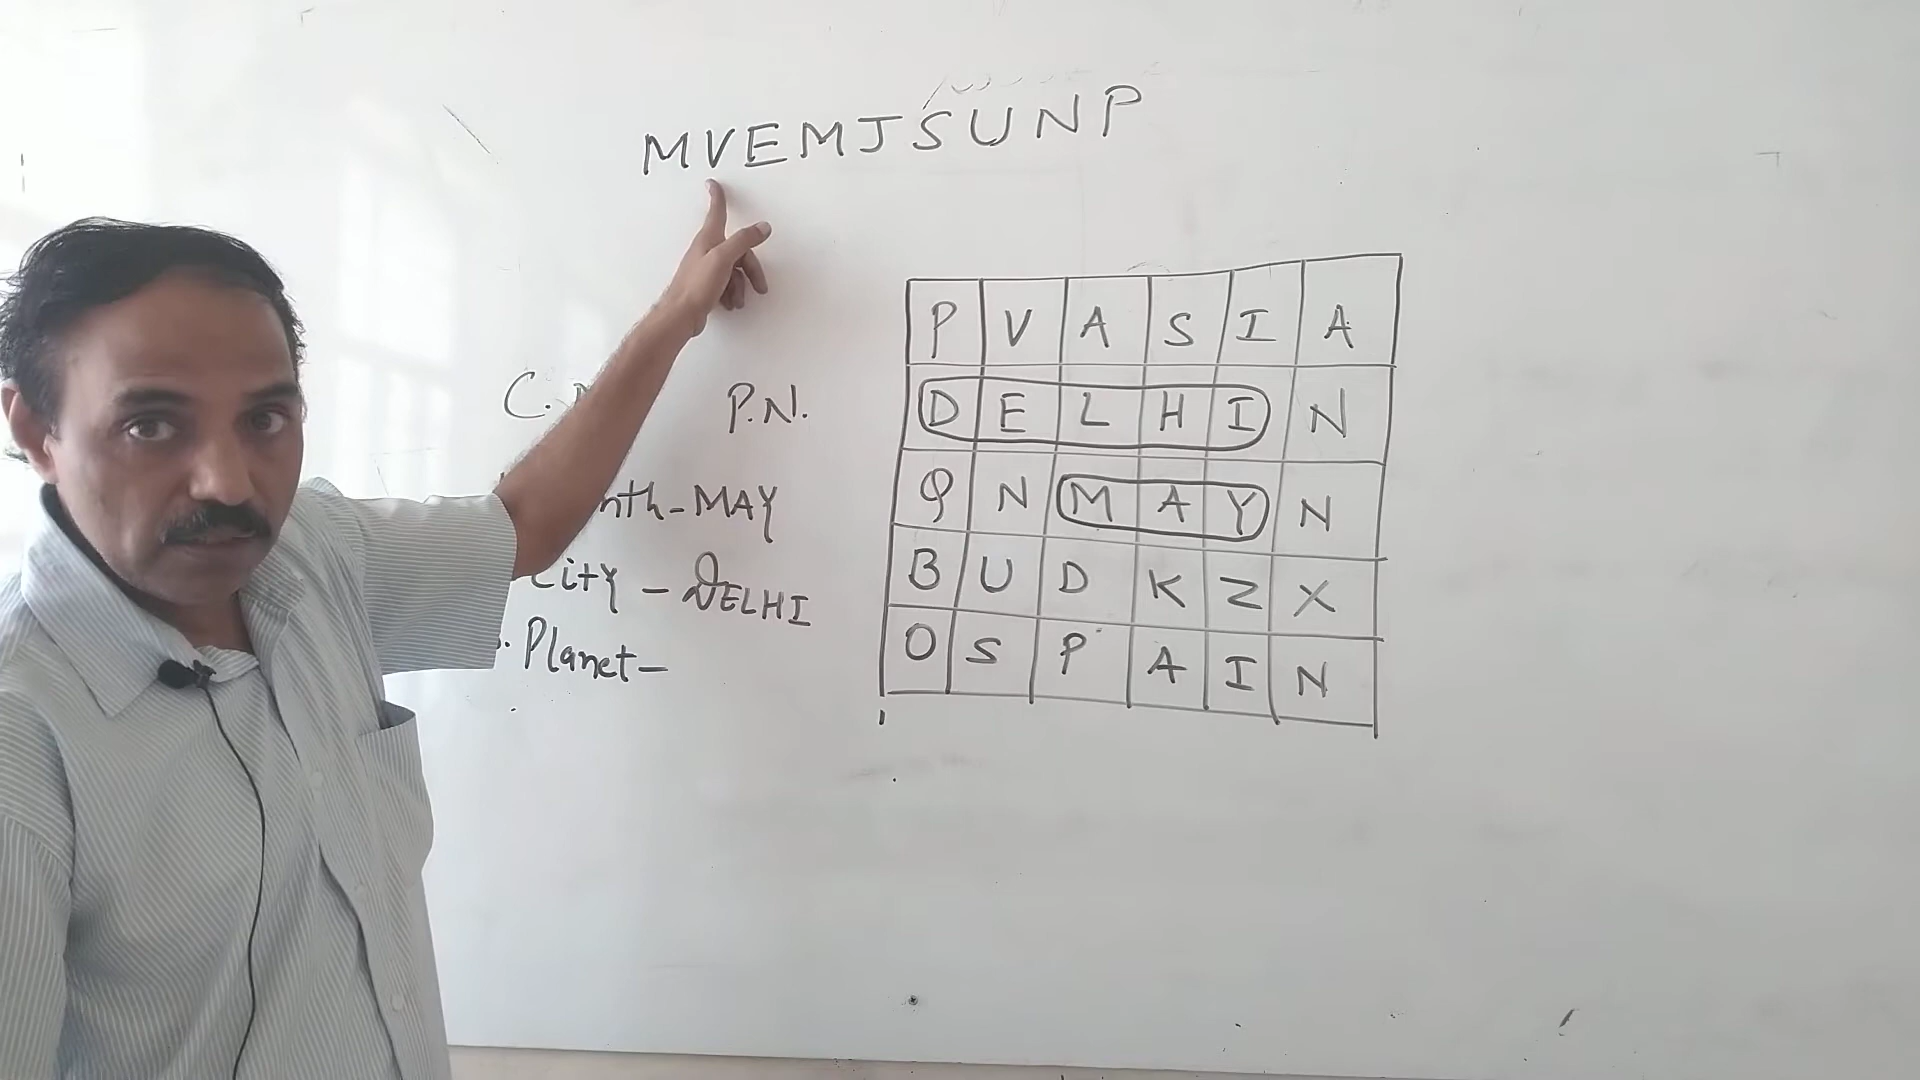 MVEMJSUNP
C. P.N.
nth - MAY
City - DELHI
Planet -
P V A S I A
D E L H I N
Q N M A Y N
B U D K Z X
O S P A I N